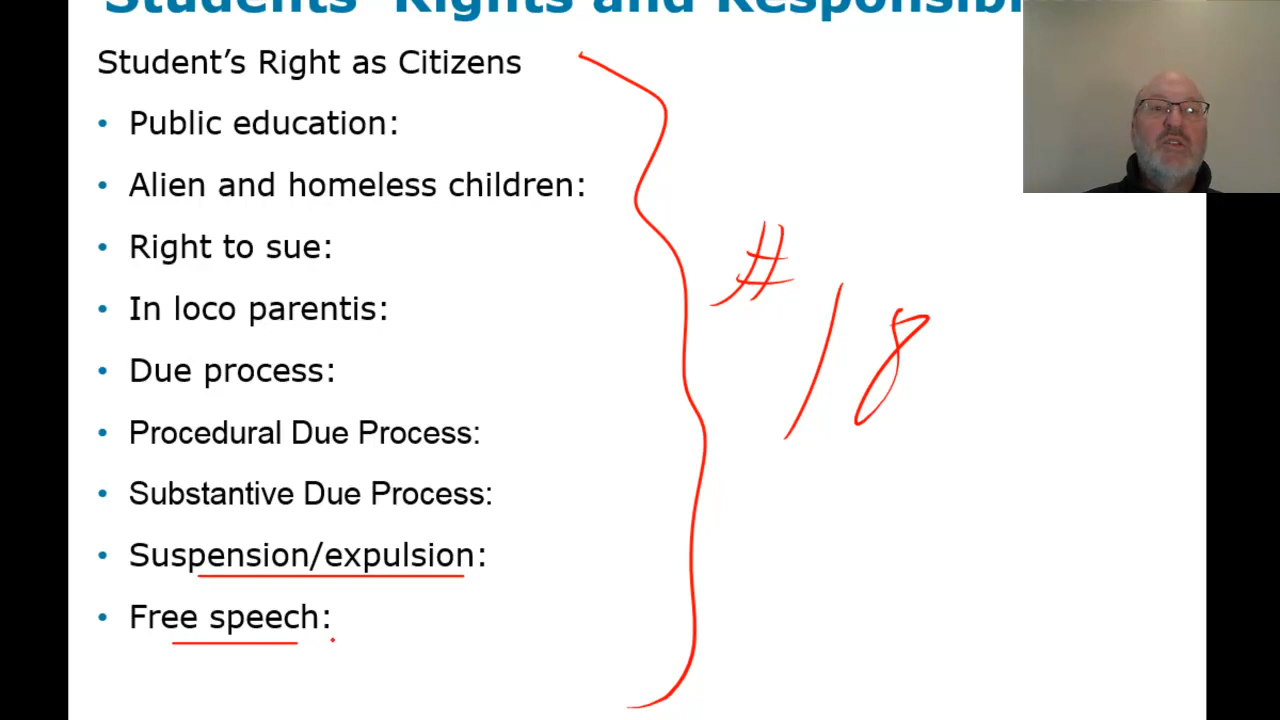 Students' Rights and
Student’s Right as Citizens
• Public education:
• Alien and homeless children:
• Right to sue:
• In loco parentis:
• Due process:
• Procedural Due Process:
• Substantive Due Process:
• Suspension/expulsion:
• Free speech:
# 18